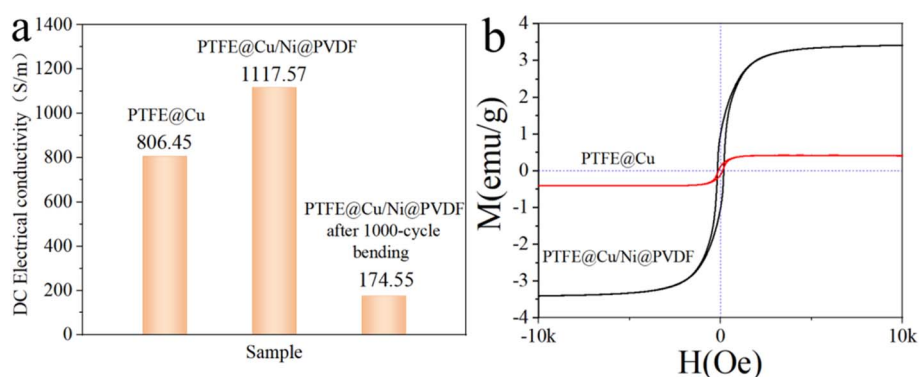 a
DC Electrical conductivity（S/m）
1400
1200
1000
800
600
400
200
0
PTFE@Cu
806.45
PTFE@Cu/Ni@PVDF
1117.57
PTFE@Cu/Ni@PVDF
after 1000-cycle
bending
174.55
Sample
b
M(emu/g)
4
3
2
1
0
-1
-2
-3
-4
PTFE@Cu
PTFE@Cu/Ni@PVDF
-10k
0
10k
H(Oe)